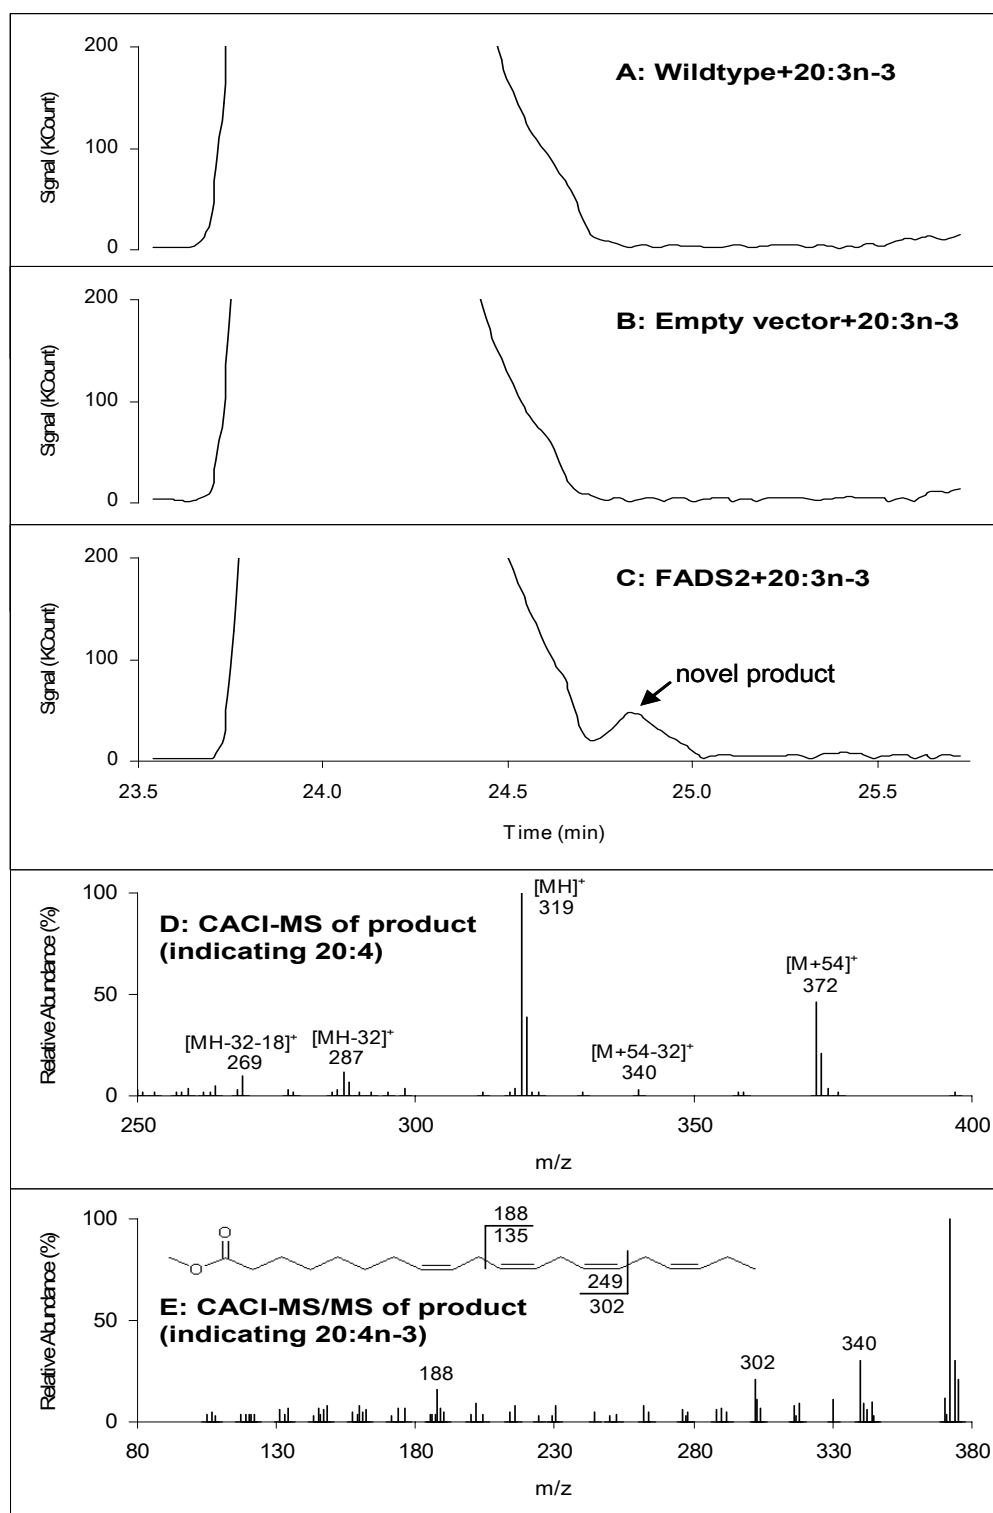 200
A: Wildtype+20:3n-3
Signal (KCount)
100
0
200
B: Empty vector+20:3n-3
Signal (KCount)
100
0
200
C: FADS2+20:3n-3
Signal (KCount)
100
novel product
0
23.5 24.0 24.5 25.0 25.5
Time (min)
100
[MH]+
319
D: CACI-MS of product
(indicating 20:4)
[M+54]+
372
Relative Abundance (%)
50
[MH-32-18]+
269
[MH-32]+
287
[M+54-32]+
340
0
250 300 350 400
m/z
100
188
135
O
O
249
302
E: CACI-MS/MS of product
(indicating 20:4n-3)
Relative Abundance (%)
50
188
302
340
0
80 130 180 230 280 330 380
m/z